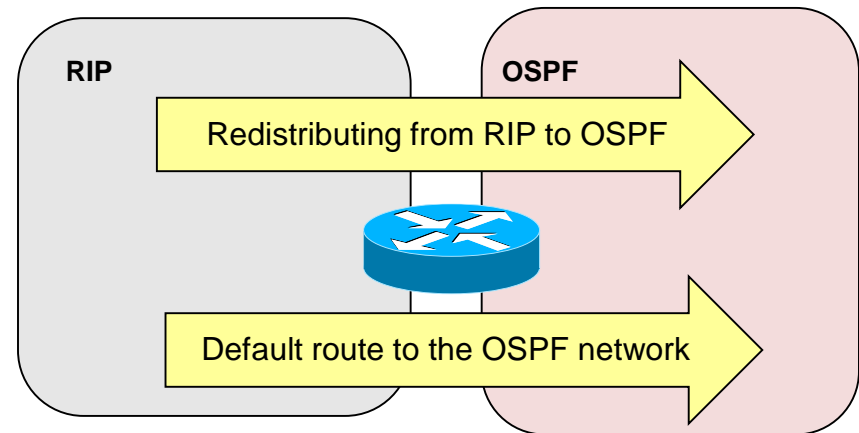 RIP
OSPF
Redistributing from RIP to OSPF
Default route to the OSPF network